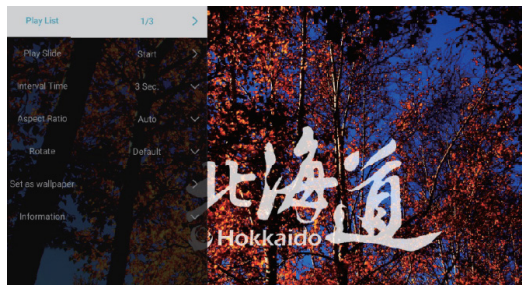 Play List 1/3
Play Slide Start
Interval Time 3 Sec.
Aspect Ratio Auto
Rotate Default
Set as wallpaper
Information
北海道
Hokkaido